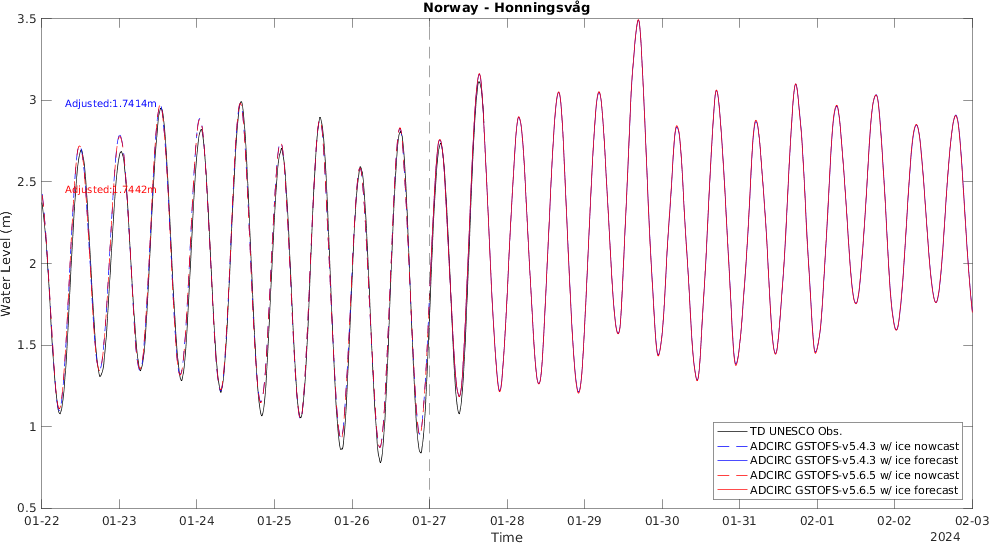 Norway - Honningsvåg
3.5
3
2.5
2
1.5
1
0.5
Water Level (m)
Adjusted:1.7414m
Adjusted:1.7442m
TD UNESCO Obs.
ADCIRC GSTOFS-v5.4.3 w/ ice nowcast
ADCIRC GSTOFS-v5.4.3 w/ ice forecast
ADCIRC GSTOFS-v5.6.5 w/ ice nowcast
ADCIRC GSTOFS-v5.6.5 w/ ice forecast
01-22 01-23 01-24 01-25 01-26 01-27 01-28 01-29 01-30 01-31 02-01 02-02 02-03
Time
2024